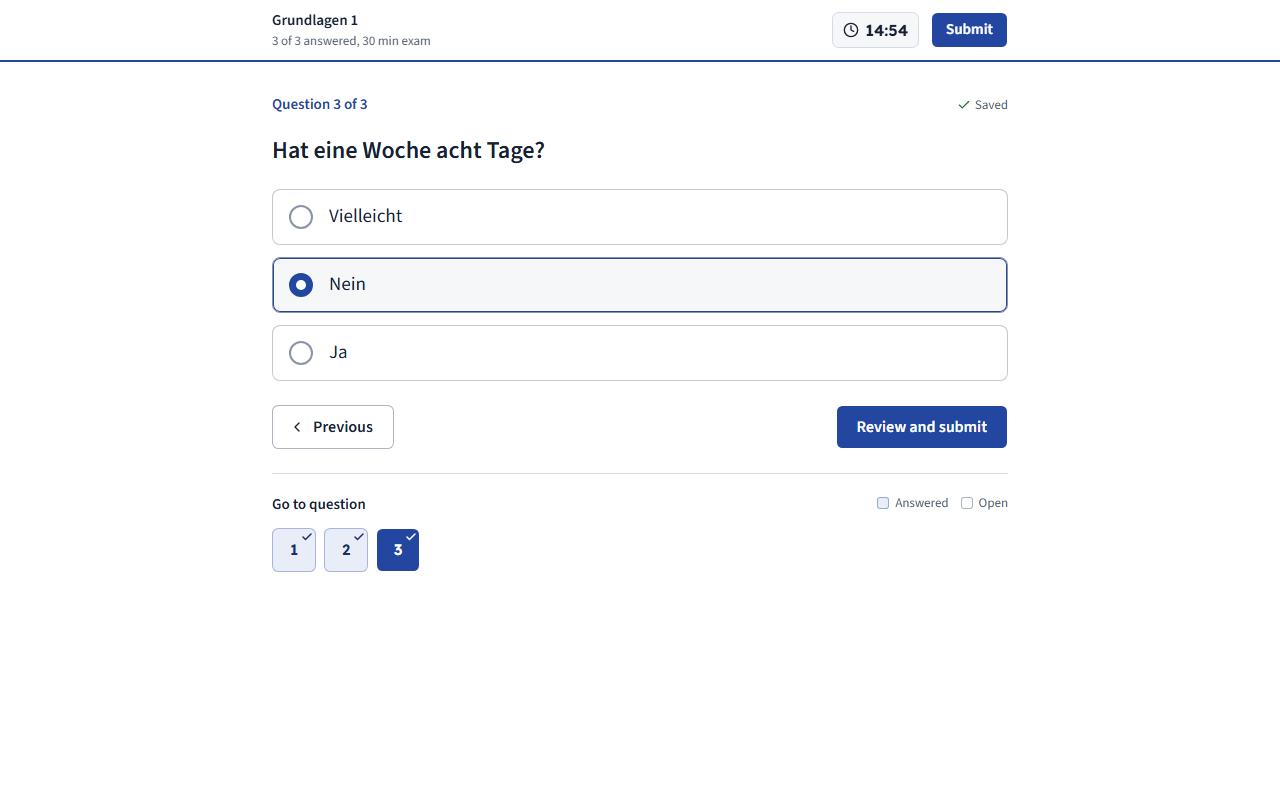 Grundlagen 1
3 of 3 answered, 30 min exam
14:54
Submit
Question 3 of 3
Saved
Hat eine Woche acht Tage?
Vielleicht
Nein
Ja
Previous
Review and submit
Go to question
Answered
Open
1
2
3